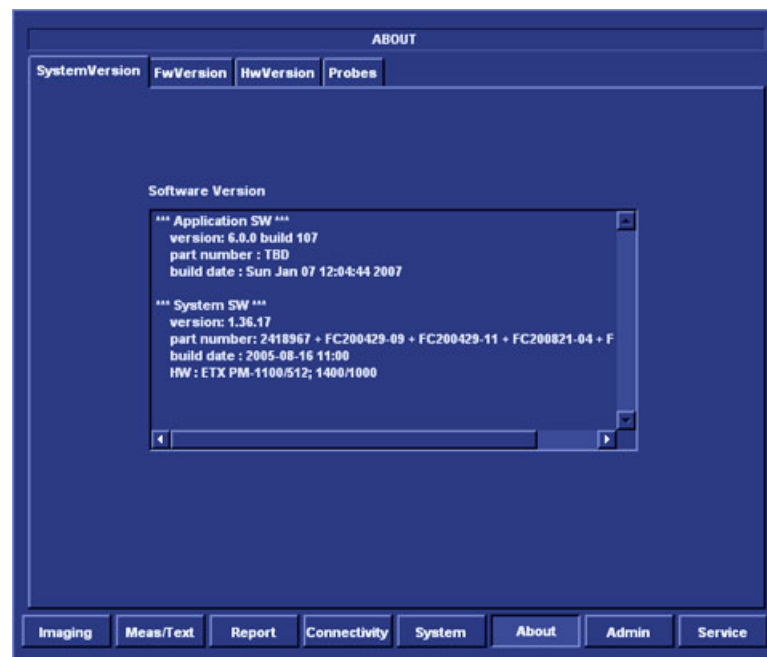 ABOUT
SystemVersion FwVersion HwVersion Probes
Software Version
*** Application SW ***
version: 6.0.0 build 107
part number : TBD
build date : Sun Jan 07 12:04:44 2007
*** System SW ***
version: 1.36.17
part number: 2418967 + FC200429-09 + FC200429-11 + FC200821-04 + F
build date : 2005-08-16 11:00
HW : ETX PM-1100/512; 1400/1000
Imaging Meas/Text Report Connectivity System About Admin Service